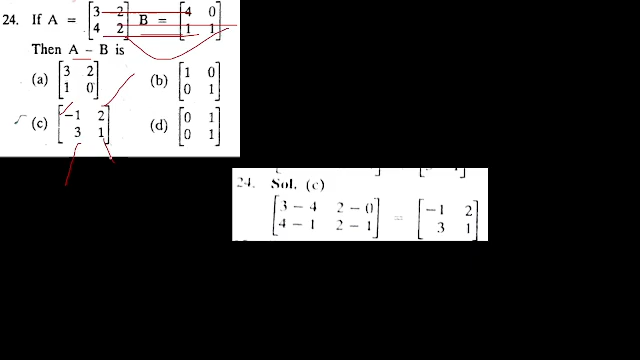 24. If A = [3 2] B = [4 0]
[4 2] [1 1]
Then A − B is
(a) [3 2] (b) [1 0]
[1 0] [0 1]
(c) [−1 2] (d) [0 1]
[3 1] [0 1]
24. Sol. (c)
[3 − 4 2 − 0] = [−1 2]
[4 − 1 2 − 1] [3 1]